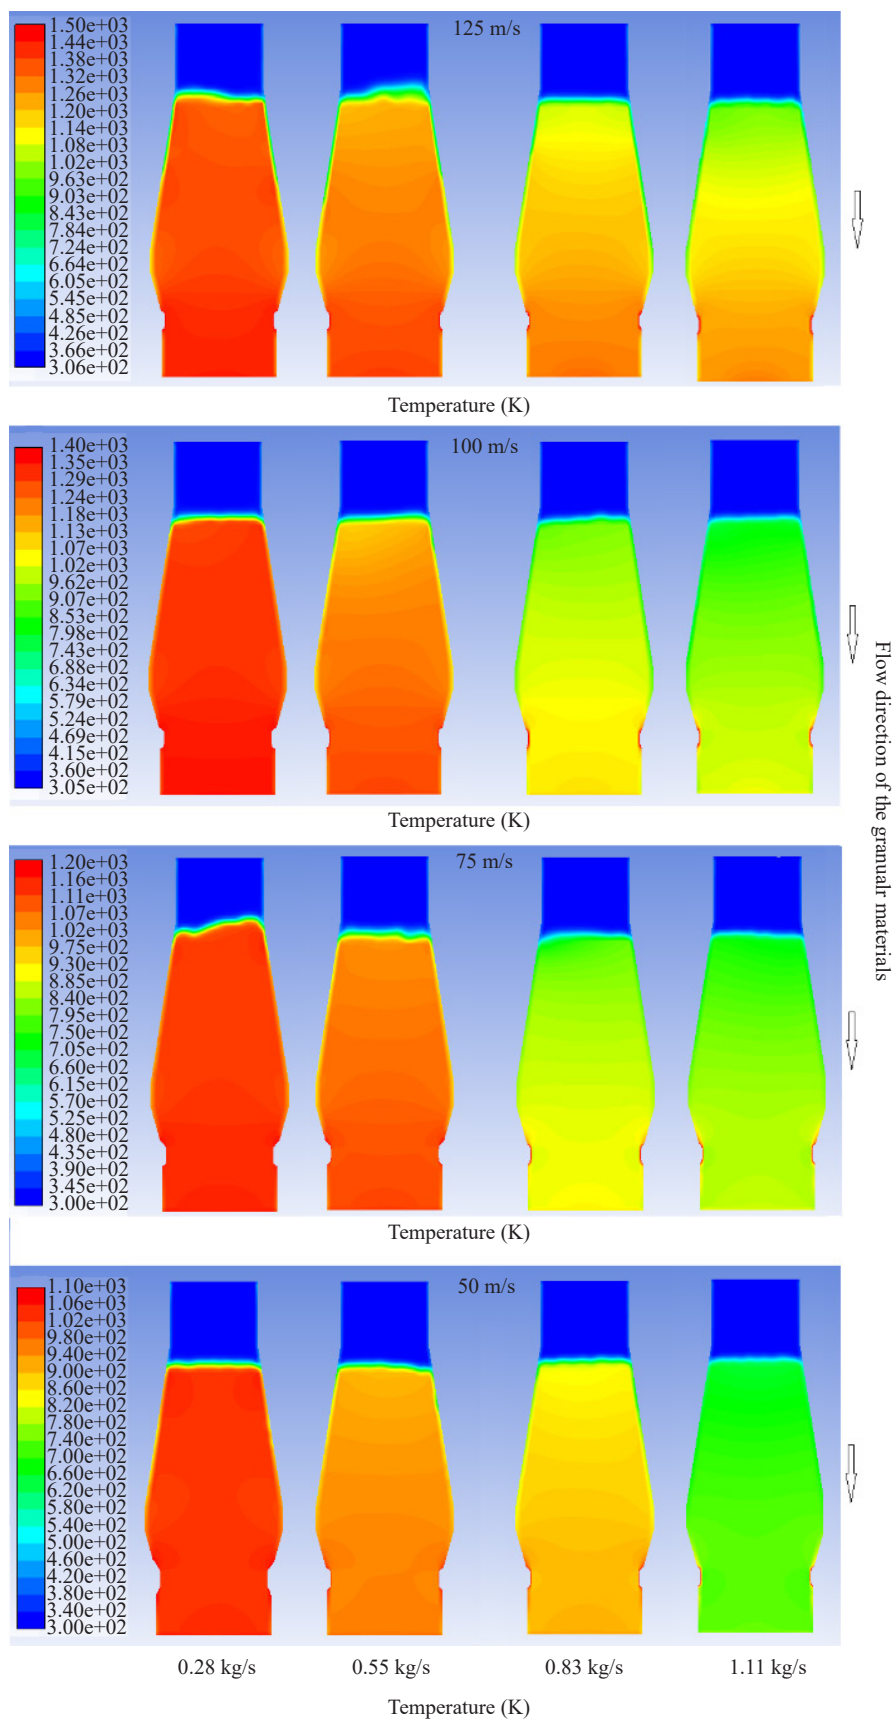 125 m/s
1.50e+03
1.44e+03
1.38e+03
1.32e+03
1.26e+03
1.20e+03
1.14e+03
1.08e+03
1.02e+03
9.63e+02
9.03e+02
8.43e+02
7.84e+02
7.24e+02
6.64e+02
6.05e+02
5.45e+02
4.85e+02
4.26e+02
3.66e+02
3.06e+02
Temperature (K)
100 m/s
1.40e+03
1.35e+03
1.29e+03
1.24e+03
1.18e+03
1.13e+03
1.07e+03
1.02e+03
9.62e+02
9.07e+02
8.53e+02
7.98e+02
7.43e+02
6.88e+02
6.34e+02
5.79e+02
5.24e+02
4.69e+02
4.15e+02
3.60e+02
3.05e+02
Temperature (K)
Flow direction of the granualr materials
75 m/s
1.20e+03
1.16e+03
1.11e+03
1.07e+03
1.02e+03
9.75e+02
9.30e+02
8.85e+02
8.40e+02
7.95e+02
7.50e+02
7.05e+02
6.60e+02
6.15e+02
5.70e+02
5.25e+02
4.80e+02
4.35e+02
3.90e+02
3.45e+02
3.00e+02
Temperature (K)
50 m/s
1.10e+03
1.06e+03
1.02e+03
9.80e+02
9.40e+02
9.00e+02
8.60e+02
8.20e+02
7.80e+02
7.40e+02
7.00e+02
6.60e+02
6.20e+02
5.80e+02
5.40e+02
5.00e+02
4.60e+02
4.20e+02
3.80e+02
3.40e+02
3.00e+02
0.28 kg/s 0.55 kg/s 0.83 kg/s 1.11 kg/s
Temperature (K)